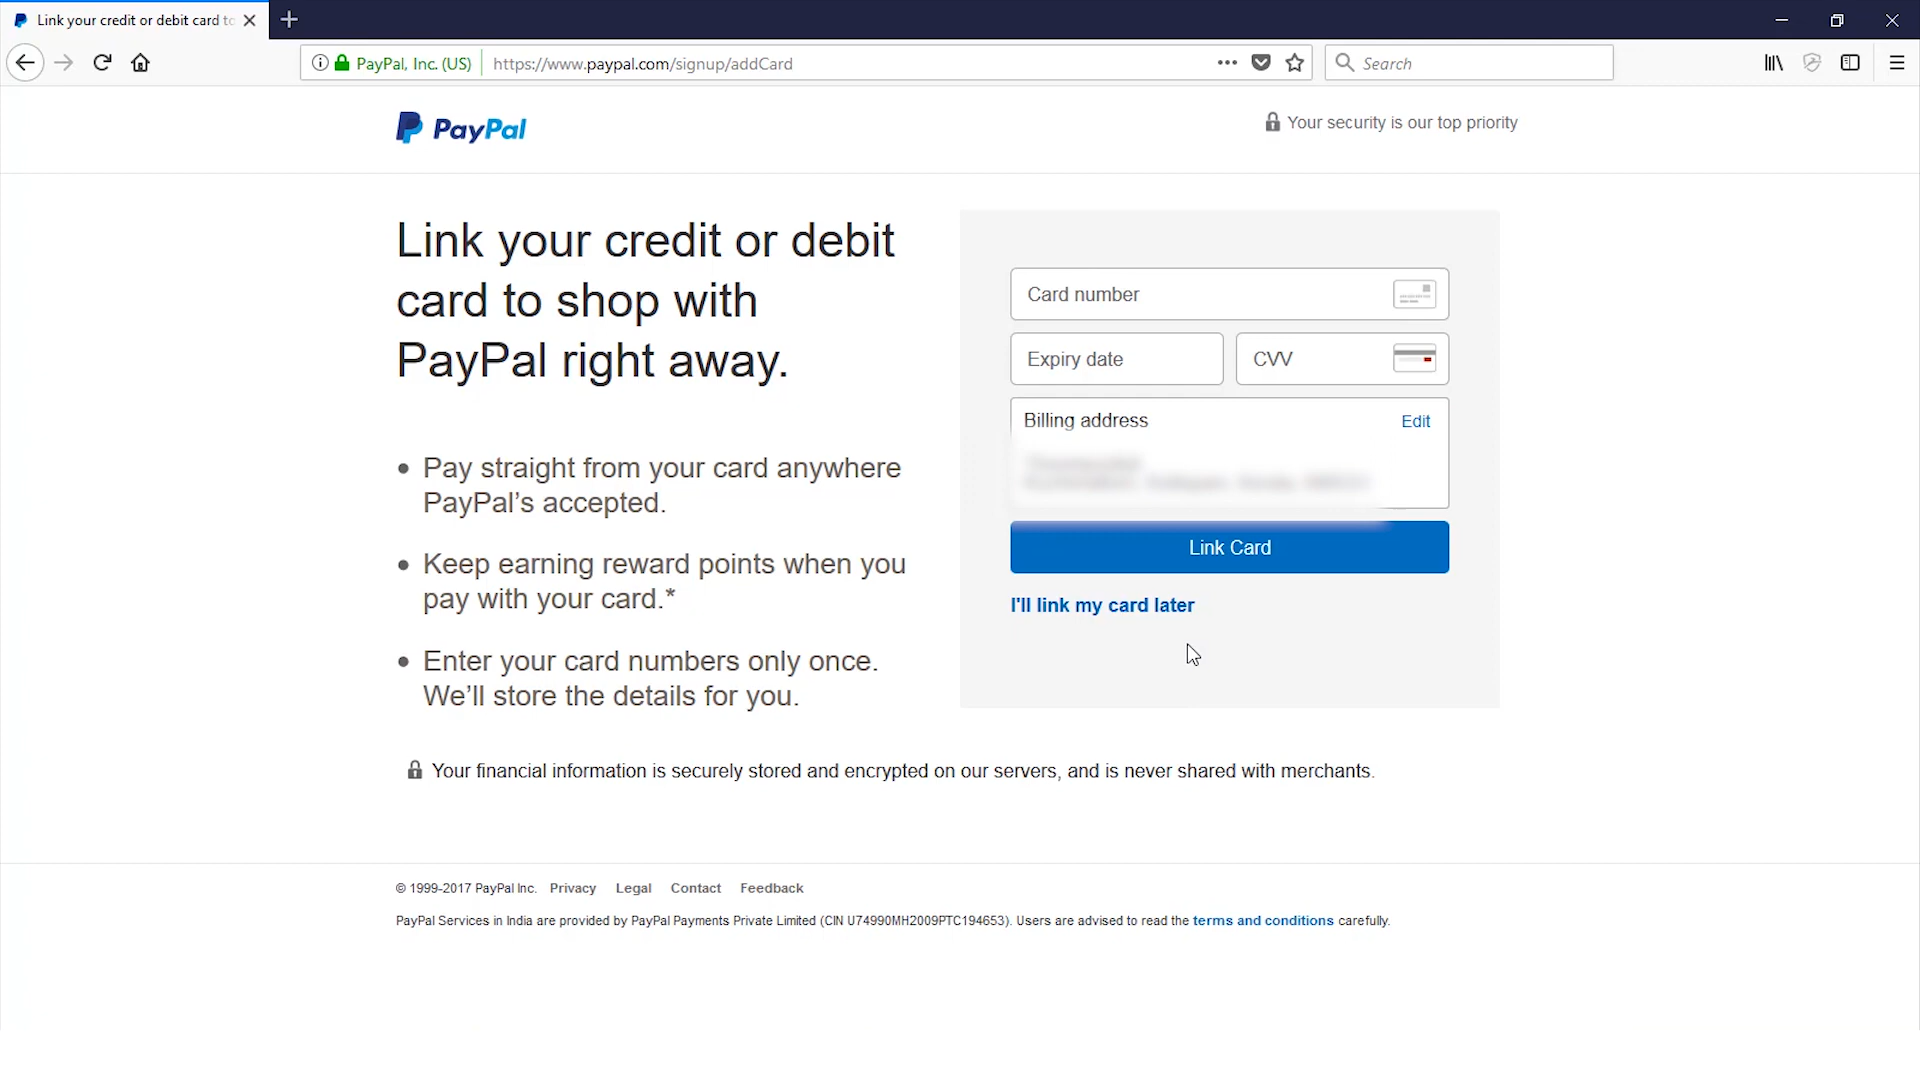 Link your credit or debit card to
PayPal, Inc. (US)
https://www.paypal.com/signup/addCard
Search
PayPal
Your security is our top priority
Link your credit or debit
card to shop with
PayPal right away.
• Pay straight from your card anywhere
PayPal’s accepted.
• Keep earning reward points when you
pay with your card.*
• Enter your card numbers only once.
We’ll store the details for you.
Card number
Expiry date
CVV
Billing address
Edit
Link Card
I'll link my card later
Your financial information is securely stored and encrypted on our servers, and is never shared with merchants.
© 1999-2017 PayPal Inc. Privacy Legal Contact Feedback
PayPal Services in India are provided by PayPal Payments Private Limited (CIN U74990MH2009PTC194653). Users are advised to read the terms and conditions carefully.